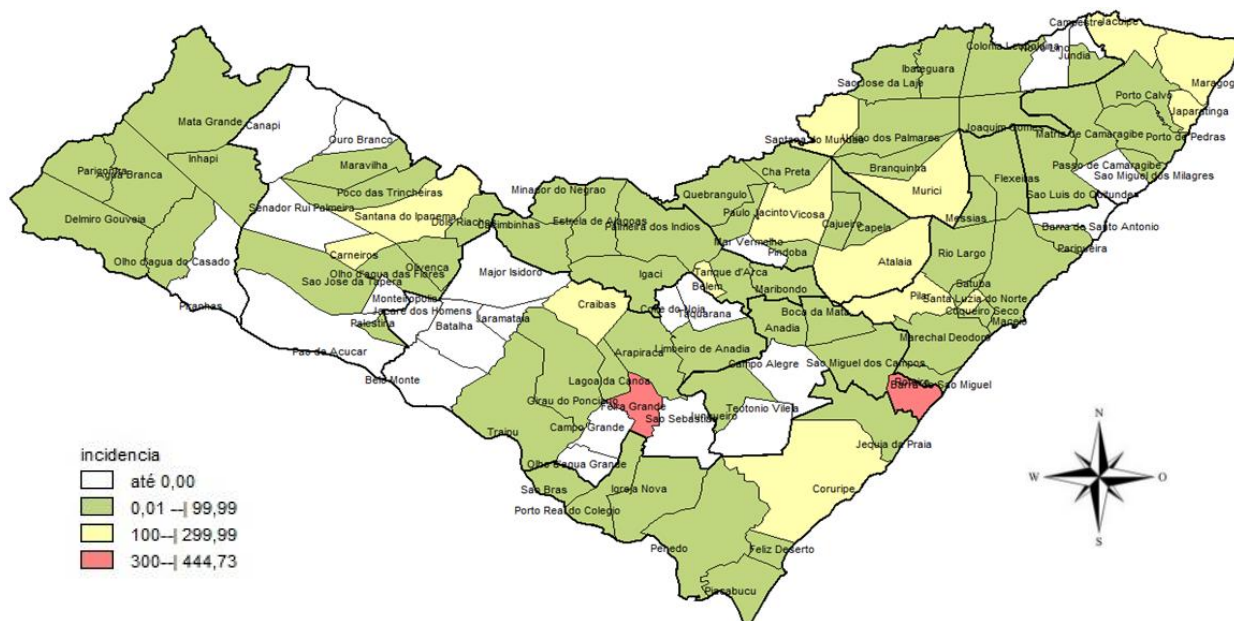 Campestre
Jacuipe
Colonia Leopoldina
Novo Lino
Jundia
Ibateguara
Sao Jose da Laje
Maragogi
Porto Calvo
Japaratinga
Mata Grande
Canapi
Ouro Branco
Santana do Mundau
Uniao dos Palmares
Joaquim Gomes
Matriz de Camaragibe
Porto de Pedras
Inhapi
Maravilha
Pariconha
Agua Branca
Cha Preta
Branquinha
Passo de Camaragibe
Sao Miguel dos Milagres
Flexeiras
Poco das Trincheiras
Minador do Negrao
Quebrangulo
Murici
Sao Luis do Quitunde
Delmiro Gouveia
Senador Rui Palmeira
Santana do Ipanema
Dois Riachos
Cacimbinhas
Estrela de Alagoas
Palmeira dos Indios
Paulo Jacinto
Vicosa
Cajueiro
Capela
Messias
Barra de Santo Antonio
Mar Vermelho
Pindoba
Paripueira
Olho d'agua do Casado
Carneiros
Olho d'agua das Flores
Olivenca
Major Isidoro
Igaci
Tanque d'Arca
Belem
Maribondo
Atalaia
Rio Largo
Satuba
Sao Jose da Tapera
Piranhas
Monteiropolis
Jacare dos Homens
Palestina
Batalha
Jaramataia
Craibas
Coite do Noia
Taquarana
Pilar
Santa Luzia do Norte
Coqueiro Seco
Maceio
Boca da Mata
Anadia
Marechal Deodoro
Pao de Acucar
Belo Monte
Arapiraca
Limoeiro de Anadia
Campo Alegre
Sao Miguel dos Campos
Lagoa da Canoa
Roteiro
Barra de Sao Miguel
Girau do Ponciano
Feira Grande
Sao Sebastiao
Junqueiro
Teotonio Vilela
Traipu
Campo Grande
Jequia da Praia
Olho d'agua Grande
Sao Bras
Igreja Nova
Coruripe
Porto Real do Colegio
Penedo
Feliz Deserto
Piacabucu
incidencia
até 0,00
0,01 --| 99,99
100--| 299,99
300--| 444,73
N
W
O
S